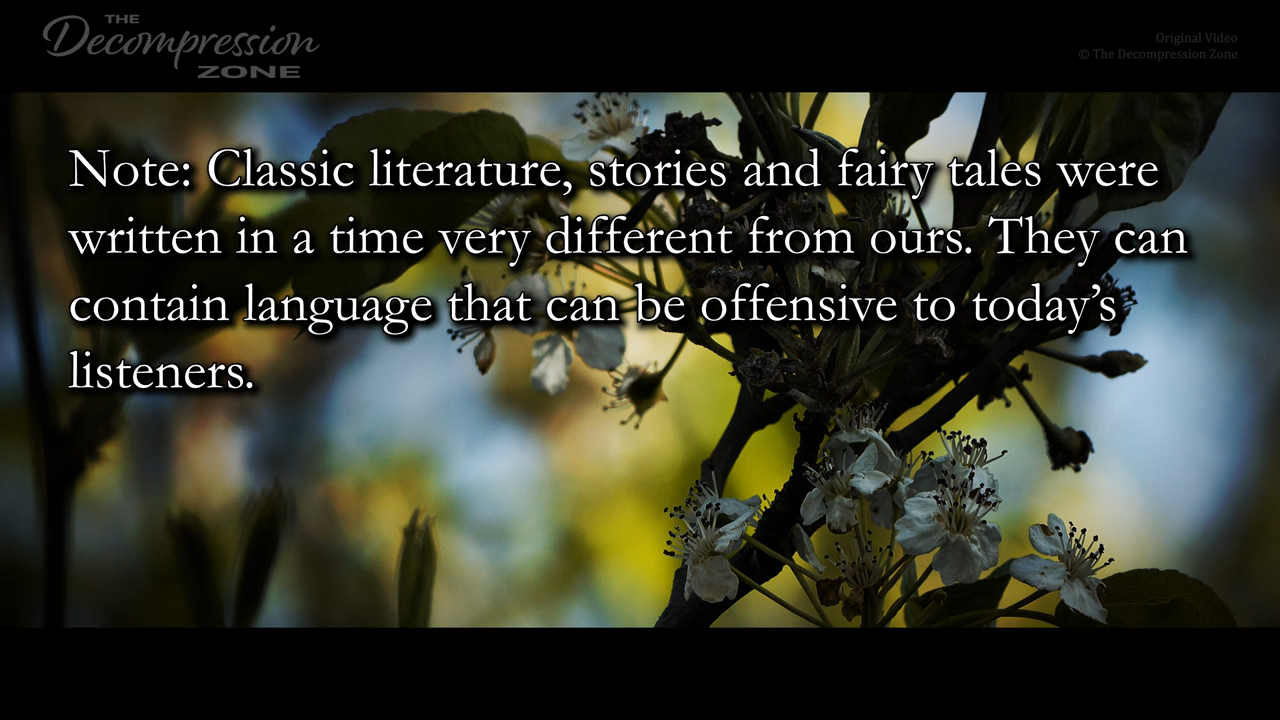 THE
Decompression
ZONE
Original Video
© The Decompression Zone
Note: Classic literature, stories and fairy tales were
written in a time very different from ours. They can
contain language that can be offensive to today’s
listeners.